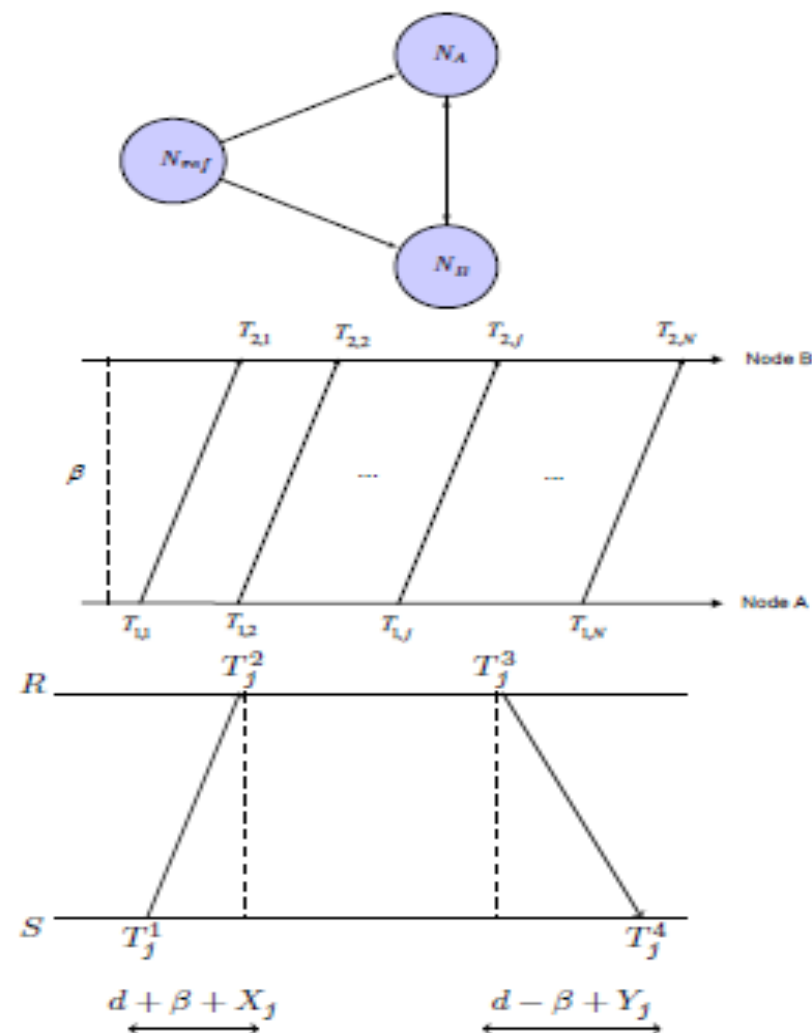 N_A
N_ref
N_B
T_{2,1} T_{2,2} T_{2,j} T_{2,N}
Node B
β
... ...
Node A
T_{1,1} T_{1,2} T_{1,j} T_{1,N}
T_j^2 T_j^3
R
S
T_j^1 T_j^4
d + β + X_j d − β + Y_j